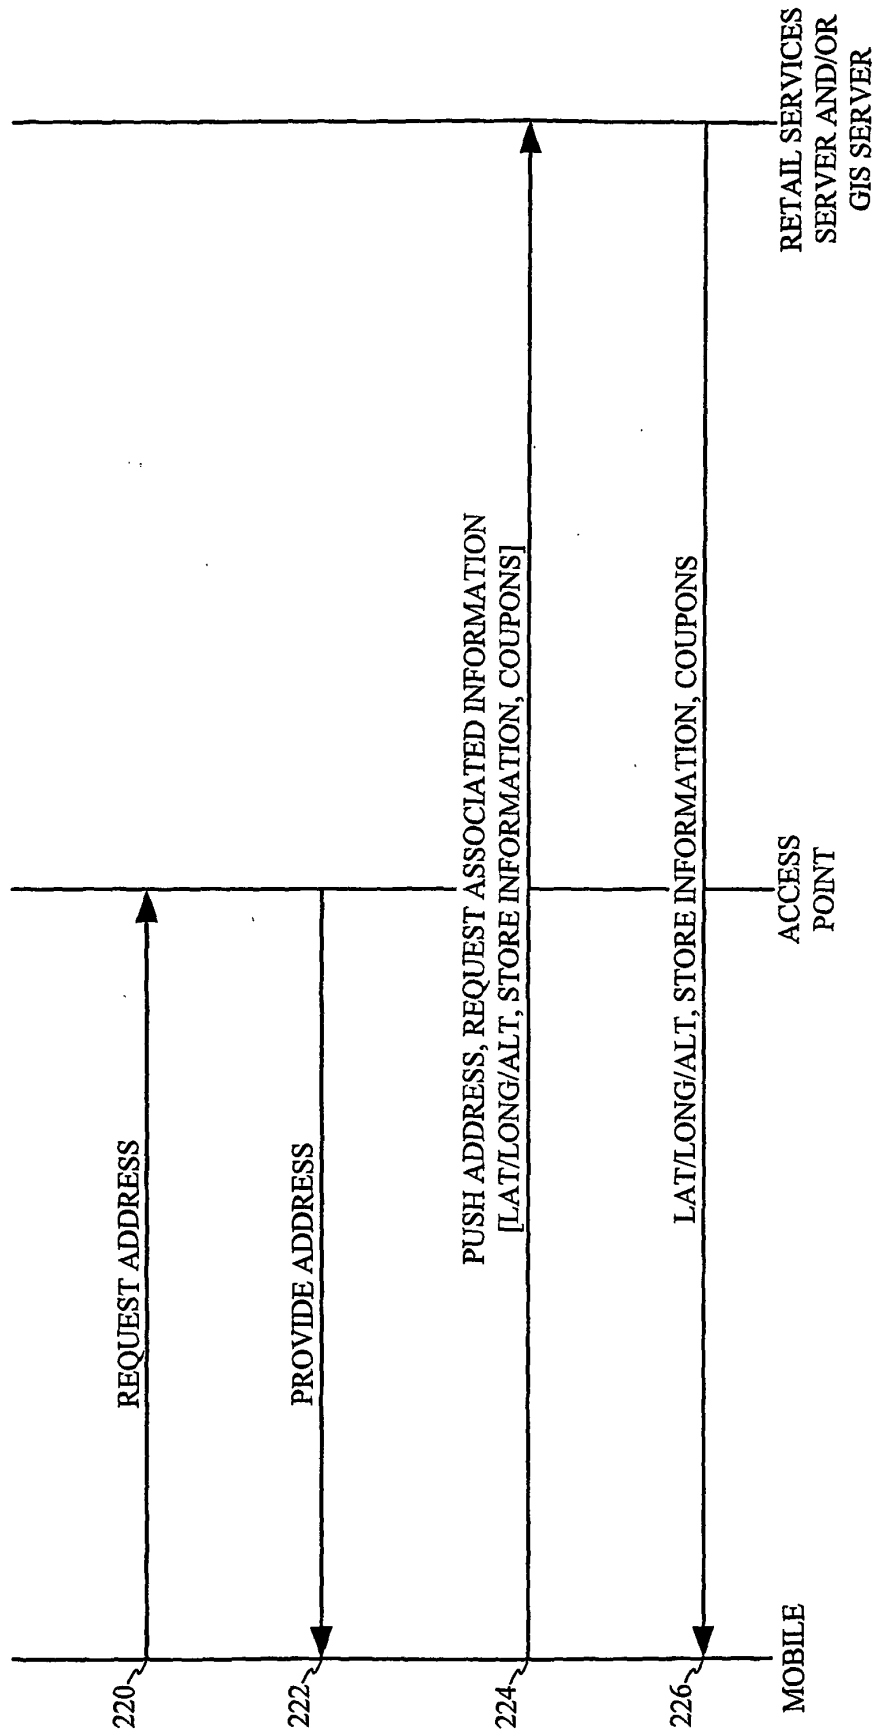 220
REQUEST ADDRESS
222
PROVIDE ADDRESS
224
PUSH ADDRESS, REQUEST ASSOCIATED INFORMATION
[LAT/LONG/ALT, STORE INFORMATION, COUPONS]
226
LAT/LONG/ALT, STORE INFORMATION, COUPONS
MOBILE
ACCESS
POINT
RETAIL SERVICES
SERVER AND/OR
GIS SERVER